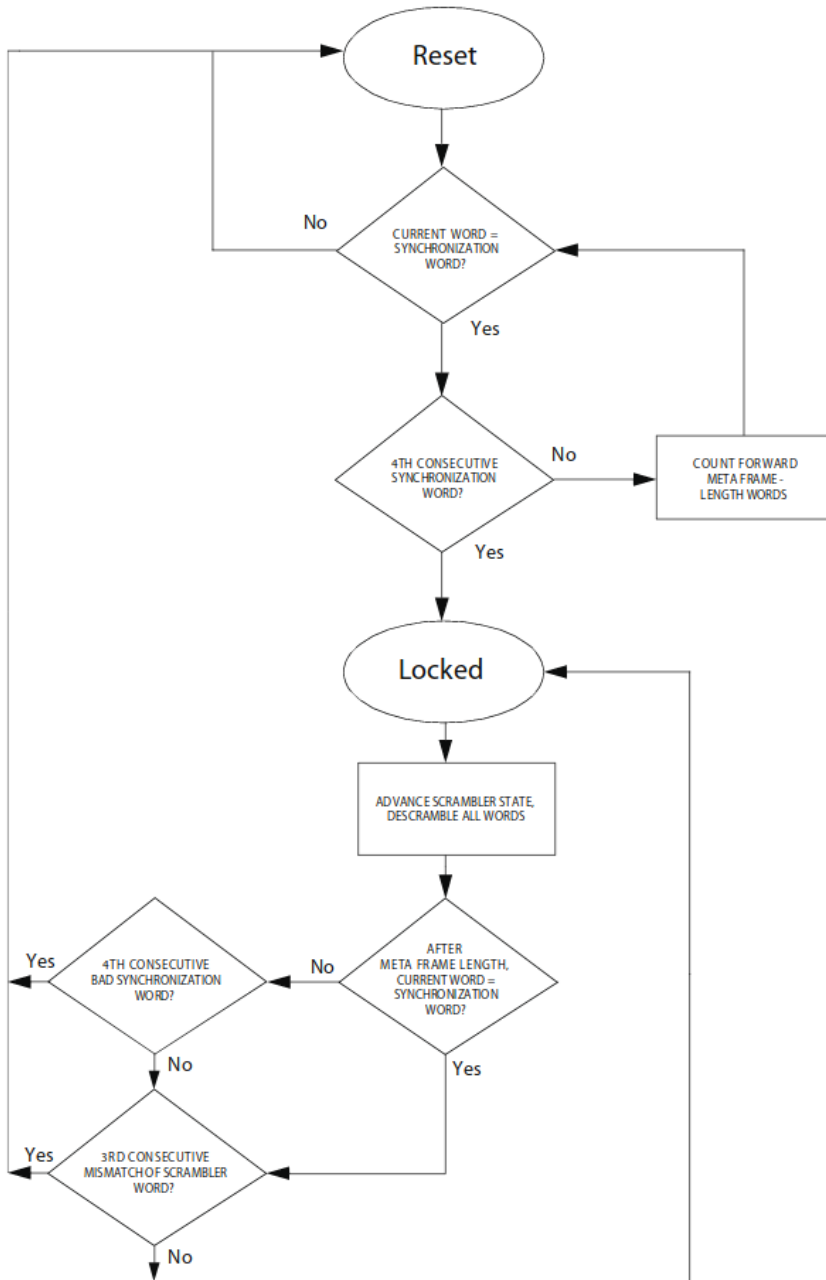 Reset
No
CURRENT WORD =
SYNCHRONIZATION
WORD?
Yes
4TH CONSECUTIVE
SYNCHRONIZATION
WORD?
No
COUNT FORWARD
META FRAME -
LENGTH WORDS
Yes
Locked
ADVANCE SCRAMBLER STATE,
DESCRAMBLE ALL WORDS
AFTER
META FRAME LENGTH,
CURRENT WORD =
SYNCHRONIZATION
WORD?
No
Yes
4TH CONSECUTIVE
BAD SYNCHRONIZATION
WORD?
Yes
No
3RD CONSECUTIVE
MISMATCH OF SCRAMBLER
WORD?
Yes
No